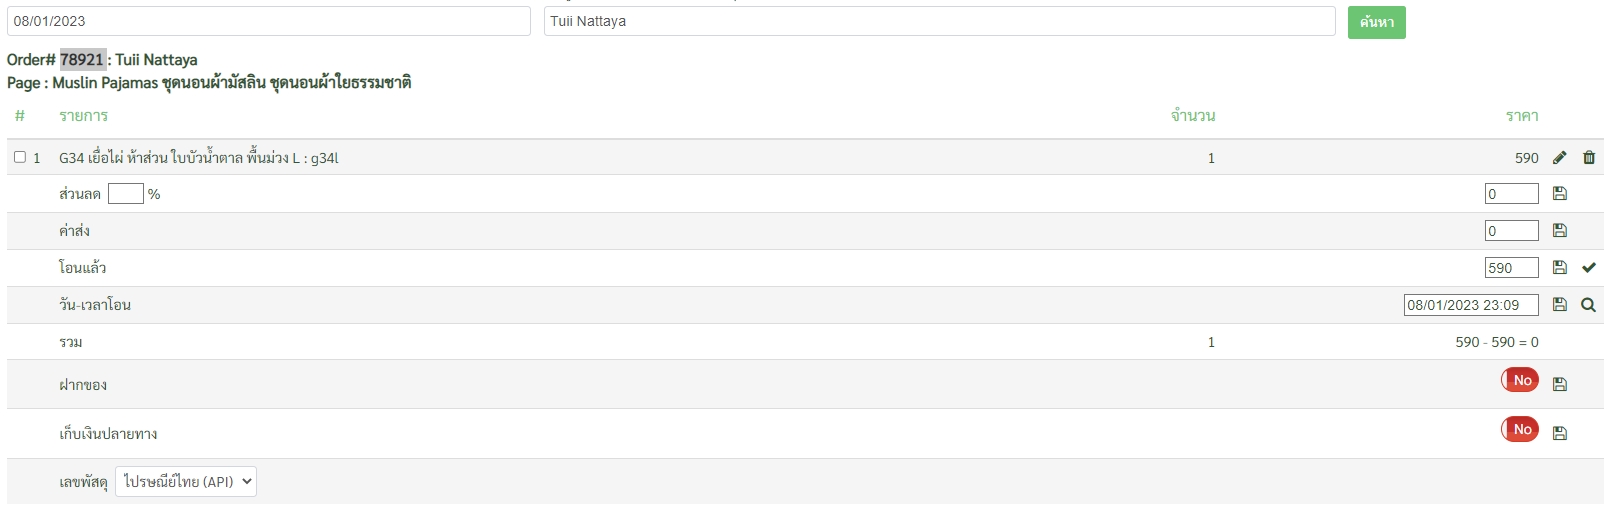 08/01/2023 Tuii Nattaya ค้นหา
Order# 78921 : Tuii Nattaya
Page : Muslin Pajamas ชุดนอนผ้ามัสลิน ชุดนอนผ้าใยธรรมชาติ
# รายการ จำนวน ราคา
1 G34 เยื่อไผ่ ห้าส่วน ใบบัวน้ำตาล พื้นม่วง L : g34l 1 590
ส่วนลด % 0
ค่าส่ง 0
โอนแล้ว 590
วัน-เวลาโอน 08/01/2023 23:09
รวม 1 590 - 590 = 0
ฝากของ No
เก็บเงินปลายทาง No
เลขพัสดุ ไปรษณีย์ไทย (API)